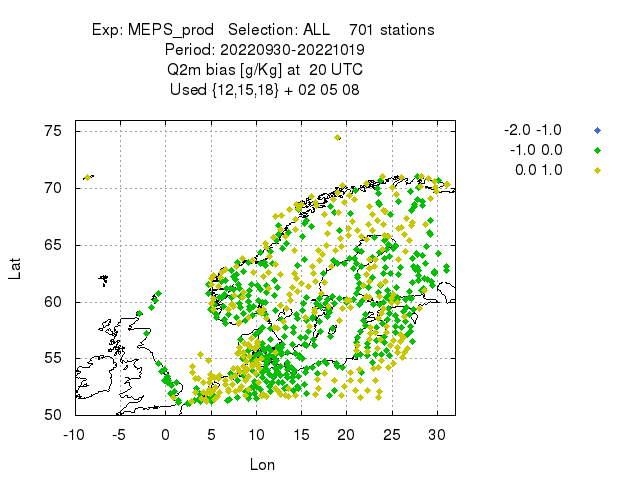 Exp: MEPS_prod   Selection: ALL    701 stations
Period: 20220930-20221019
Q2m bias [g/Kg] at  20 UTC
Used {12,15,18} + 02 05 08
-2.0 -1.0
-1.0 0.0
0.0 1.0
75
70
65
60
55
50
Lat
-10 -5 0 5 10 15 20 25 30
Lon